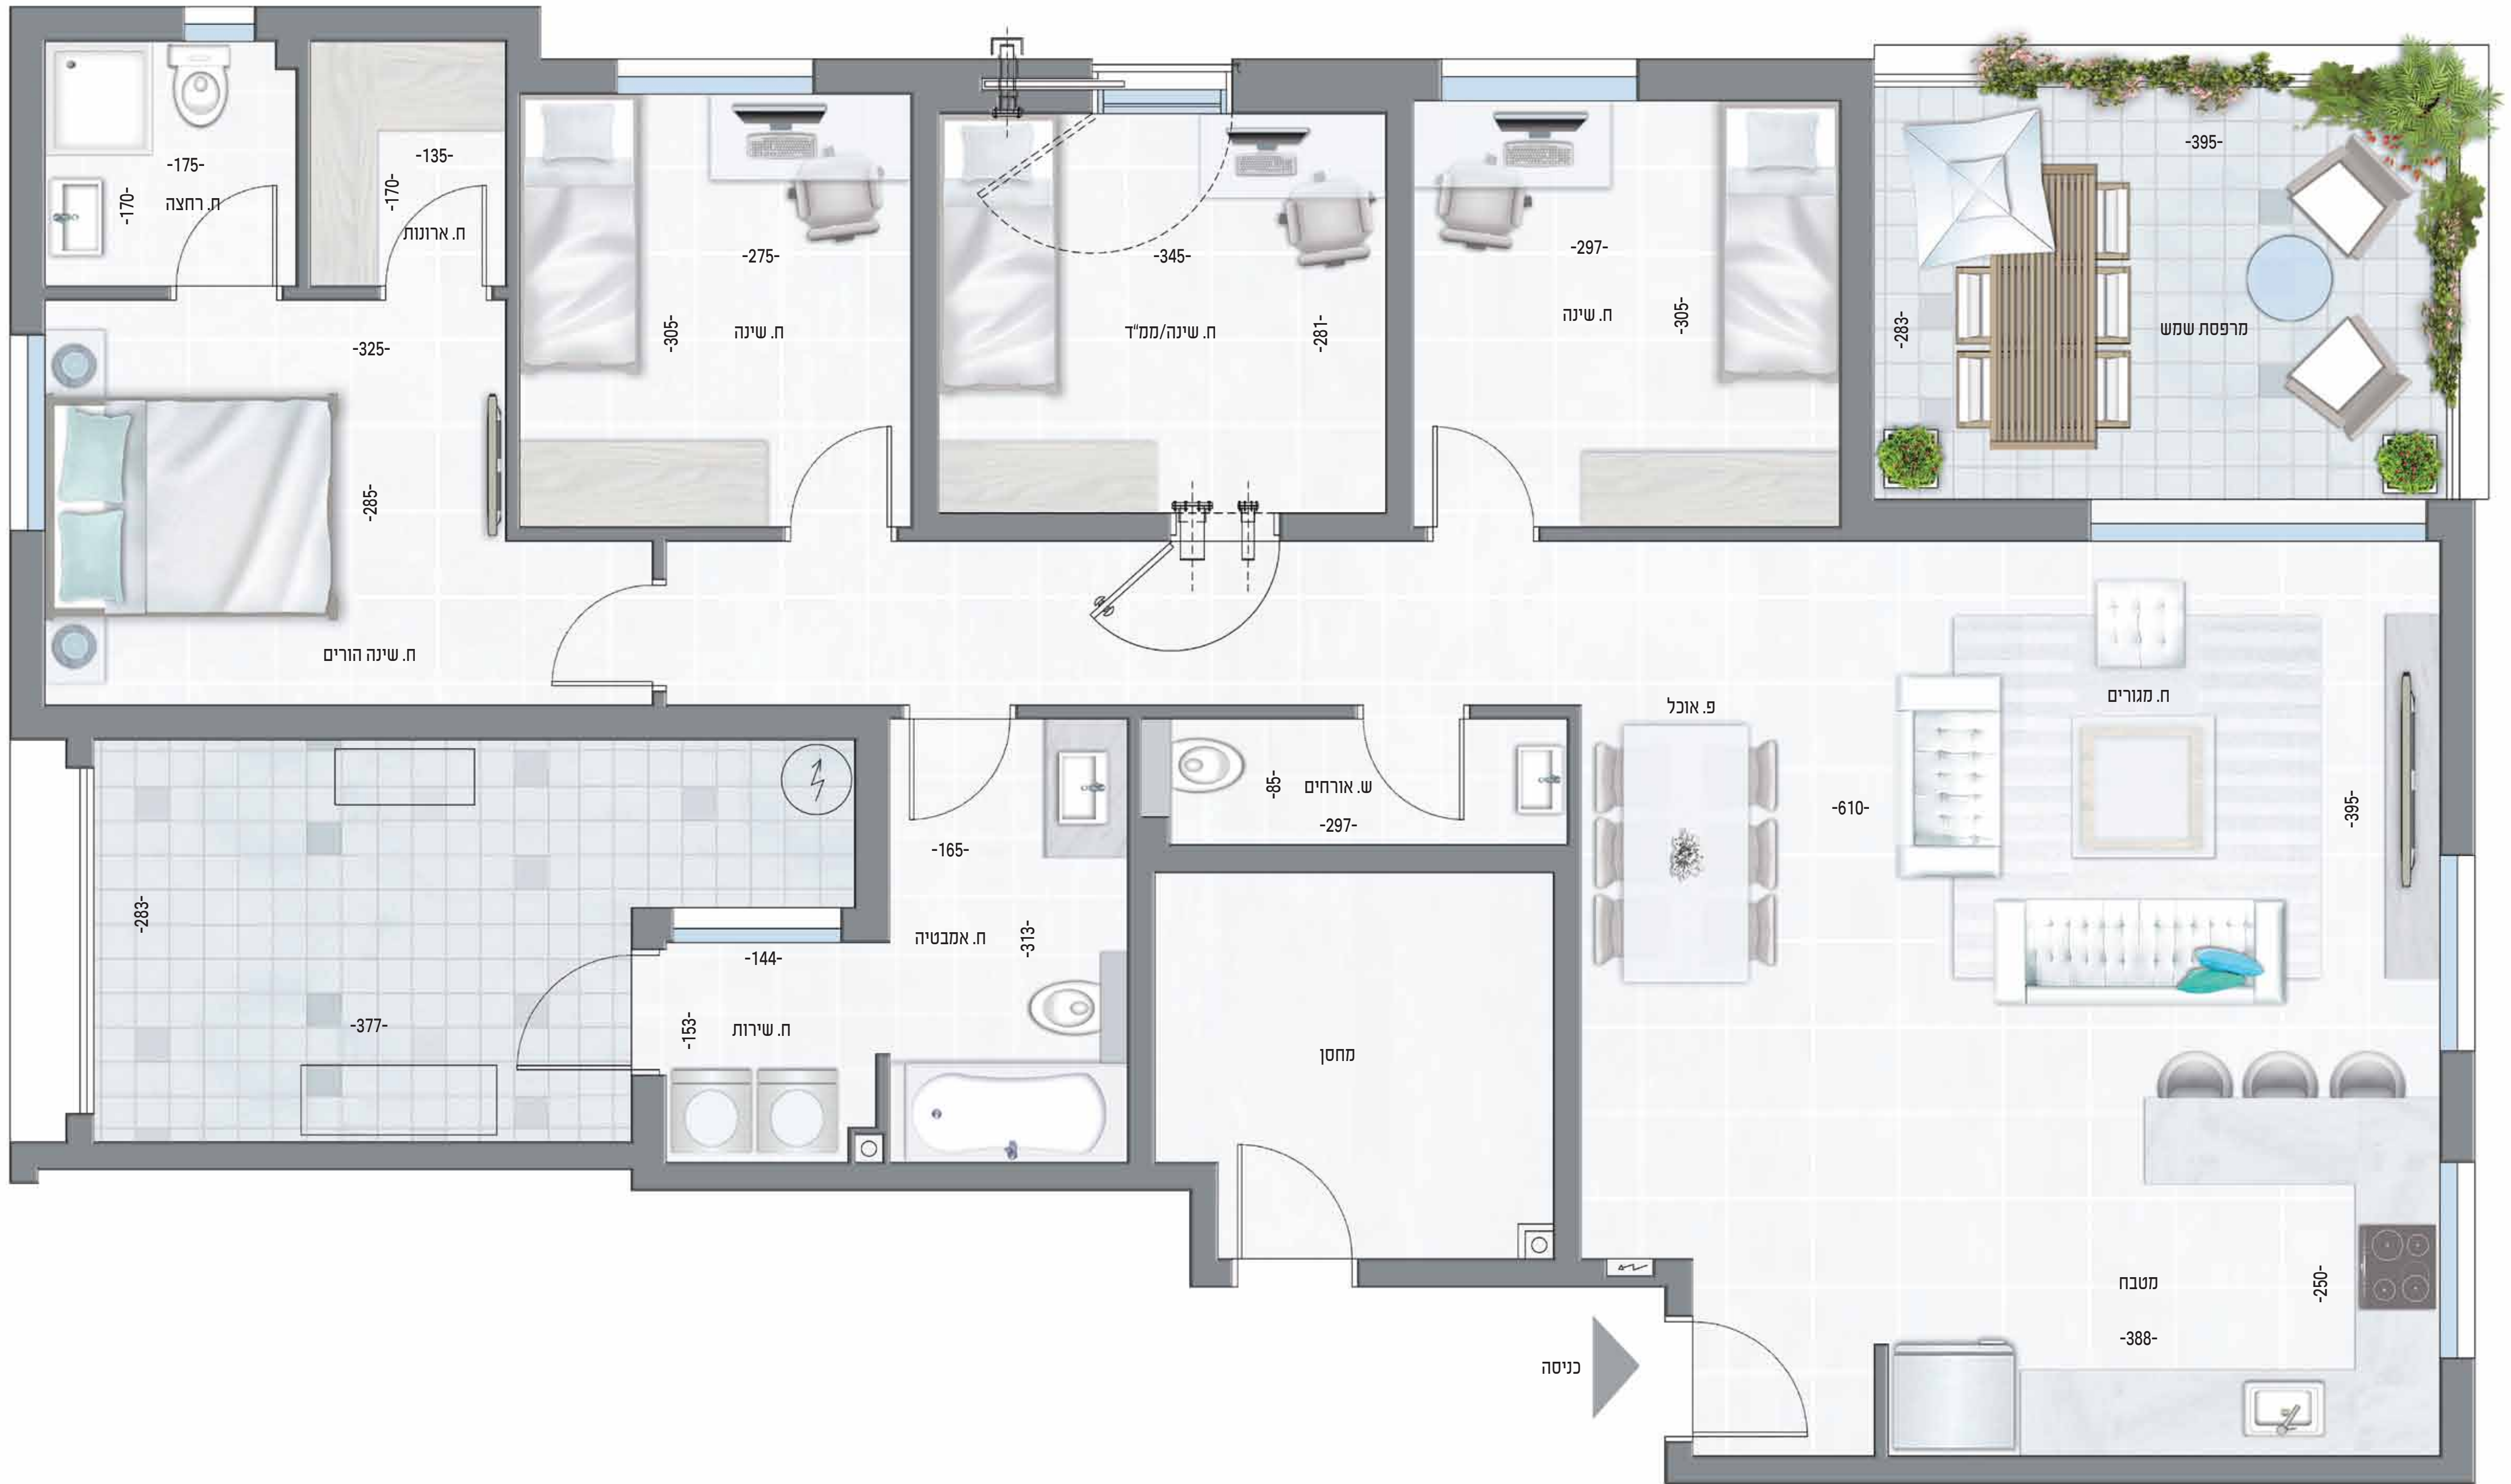 -175-
-170-
ח. רחצה
-135-
-170-
ח. ארונות
-325-
-285-
ח. שינה הורים
-275-
-305-
ח. שינה
-345-
-281-
ח. שינה/ממ"ד
-297-
-305-
ח. שינה
-395-
-283-
מרפסת שמש
ח. מגורים
פ. אוכל
-610-
-395-
-85-
ש. אורחים
-297-
-165-
ח. אמבטיה
-313-
-283-
-377-
-144-
-153-
ח. שירות
מחסן
מטבח
-250-
-388-
כניסה